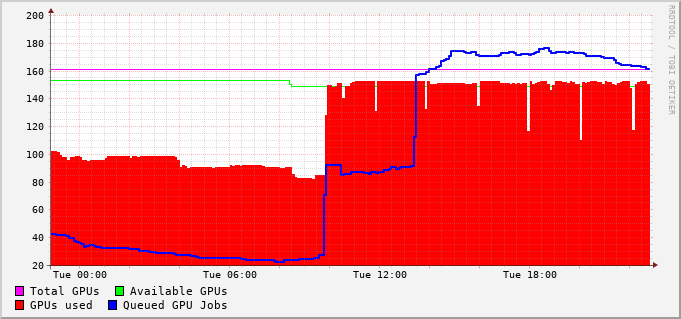 200
180
160
140
120
100
80
60
40
20
Tue 00:00 Tue 06:00 Tue 12:00 Tue 18:00
Total GPUs Available GPUs
GPUs used Queued GPU Jobs
RRDTOOL / TOBI OETIKER